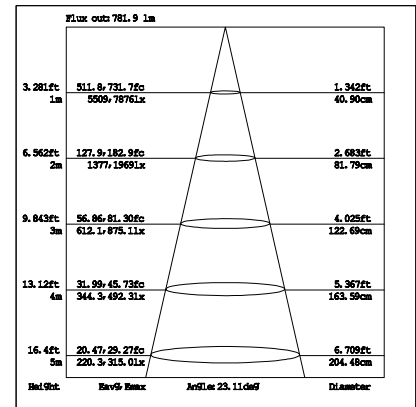 Flux out: 781.9 lm
3.281ft 511.8,731.7fc 1.342ft
1m 5509,7876lx 40.90cm
6.562ft 127.9,182.9fc 2.683ft
2m 1377,1969lx 81.79cm
9.843ft 56.86,81.30fc 4.025ft
3m 612.1,875.1lx 122.69cm
13.12ft 31.99,45.73fc 5.367ft
4m 344.3,492.3lx 163.59cm
16.4ft 20.47,29.27fc 6.709ft
5m 220.3,315.0lx 204.48cm
Height Eavg,Emax Angle:23.11deg Diameter